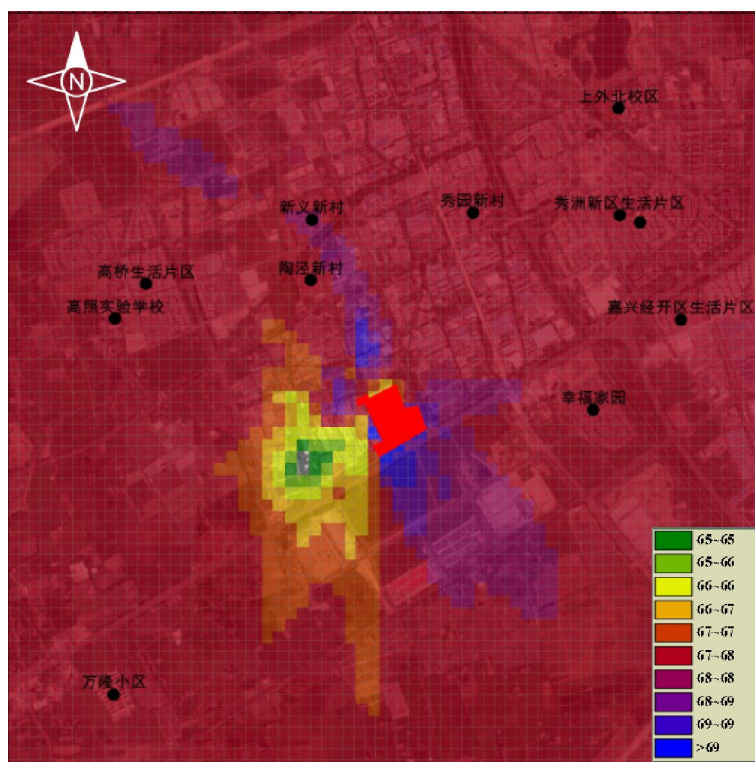 N
上外北校区
新义新村
秀园新村
秀洲新区生活片区
高桥生活片区
陶泾新村
高照实验学校
嘉兴经开区生活片区
幸福家园
万隆小区
65~65
65~66
66~66
66~67
67~67
67~68
68~68
68~69
69~69
>69